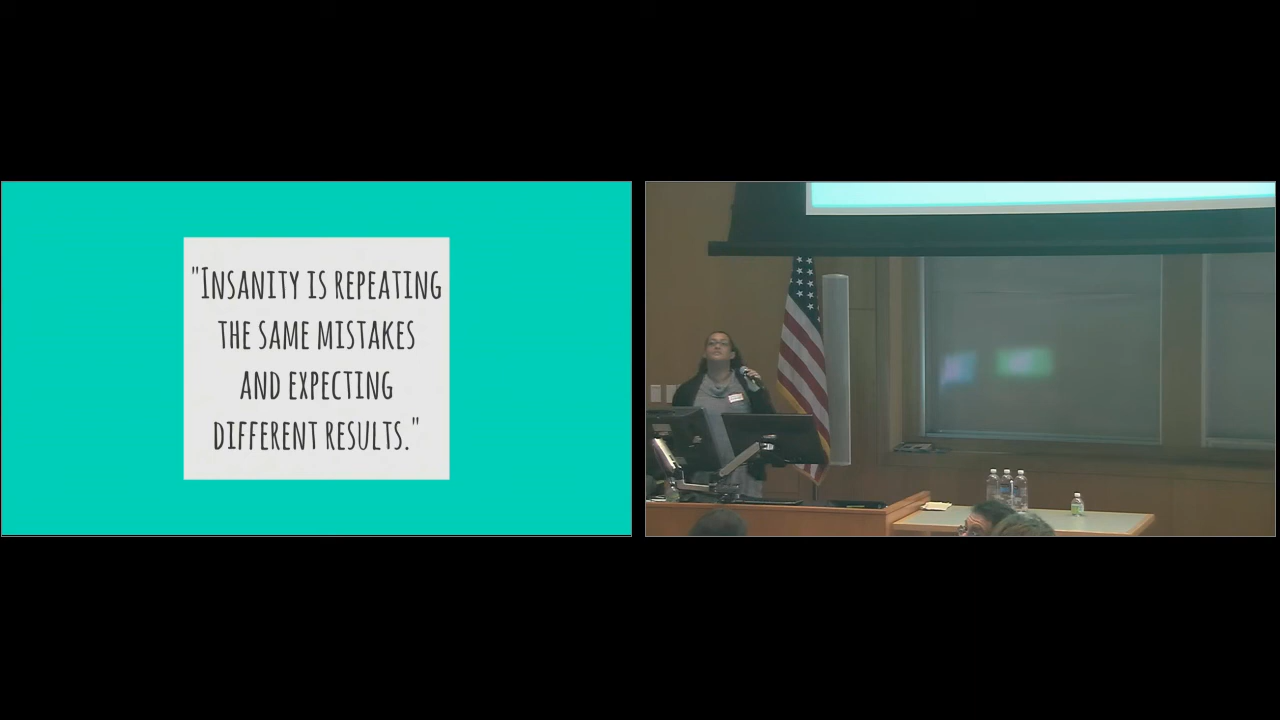 "Insanity is repeating
the same mistakes
and expecting
different results."